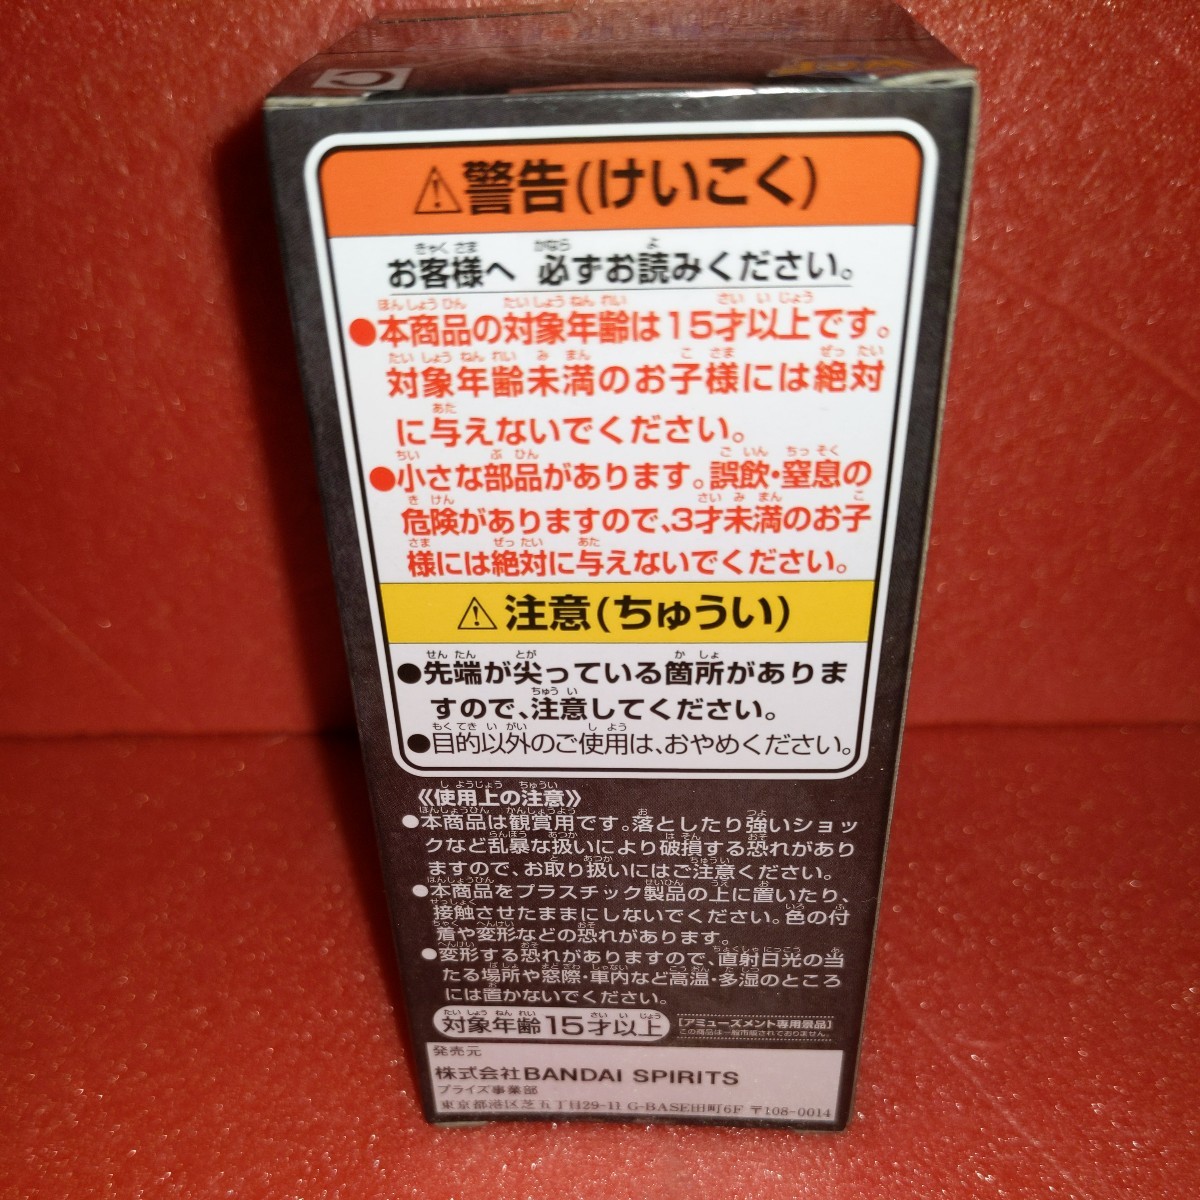 ⚠警告(けいこく)
お客様へ 必ずお読みください。
●本商品の対象年齢は15才以上です。
対象年齢未満のお子様には絶対
に与えないでください。
●小さな部品があります。誤飲・窒息の
危険がありますので、3才未満のお子
様には絶対に与えないでください。
⚠注意(ちゅうい)
●先端が尖っている箇所がありま
すので、注意してください。
●目的以外のご使用は、おやめください。
《使用上の注意》
●本商品は観賞用です。落としたり強いショッ
クなど乱暴な扱いにより破損する恐れがあり
ますので、お取り扱いにはご注意ください。
●本商品をプラスチック製品の上に置いたり、
接触させたままにしないでください。色の付
着や変形などの恐れがあります。
●変形する恐れがありますので、直射日光の当
たる場所や窓際・車内など高温・多湿のところ
には置かないでください。
対象年齢15才以上
[アミューズメント専用景品]
この商品は一般市販されておりません。
発売元
株式会社BANDAI SPIRITS
プライズ事業部
東京都港区芝五丁目29-11 G-BASE田町6F 〒108-0014